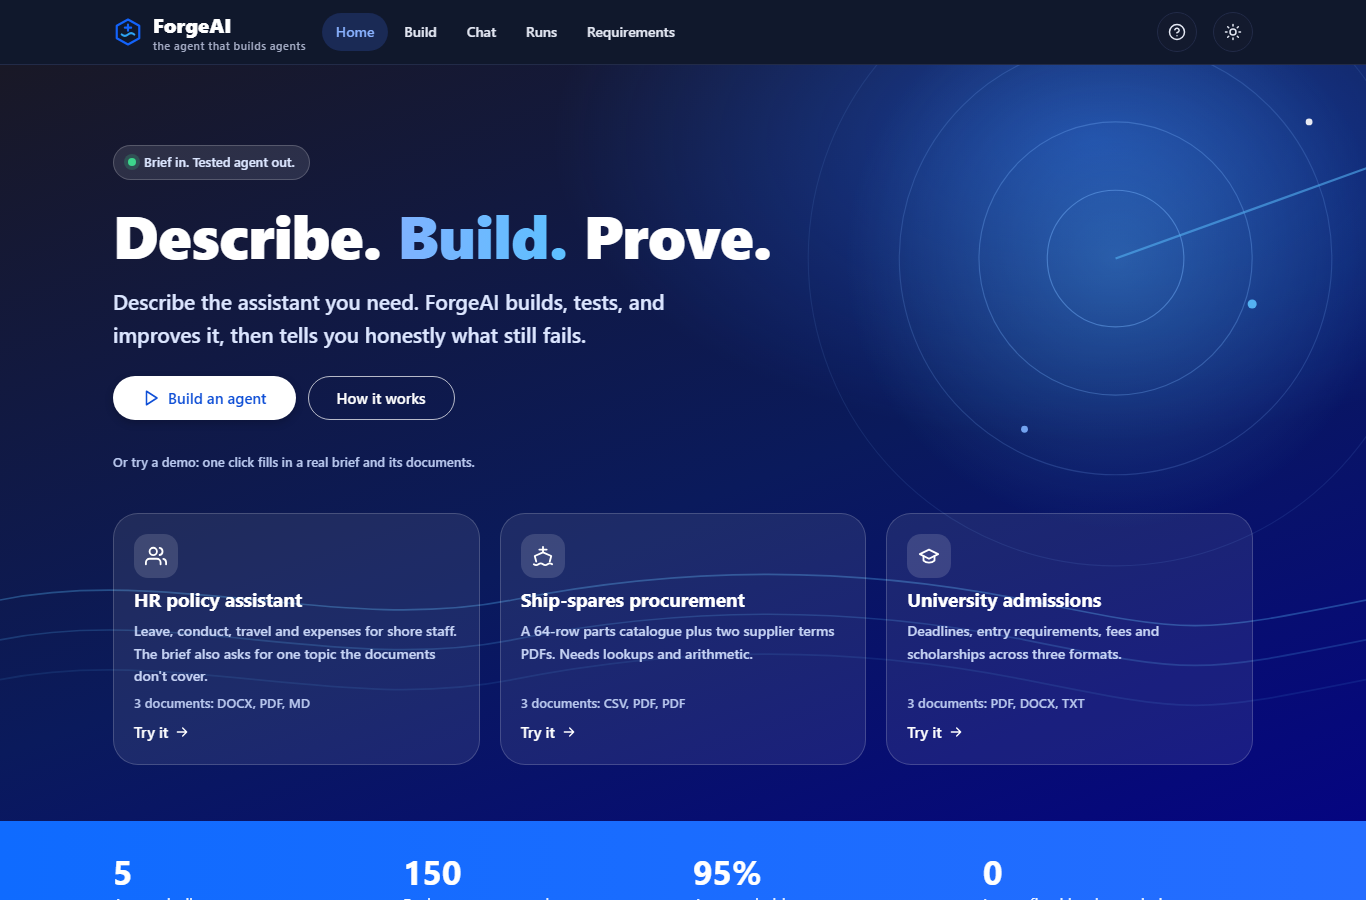 ForgeAI
the agent that builds agents
Home
Build
Chat
Runs
Requirements
Brief in. Tested agent out.
Describe. Build. Prove.
Describe the assistant you need. ForgeAI builds, tests, and
improves it, then tells you honestly what still fails.
Build an agent
How it works
Or try a demo: one click fills in a real brief and its documents.
HR policy assistant
Leave, conduct, travel and expenses for shore staff.
The brief also asks for one topic the documents
don't cover.
3 documents: DOCX, PDF, MD
Try it →
Ship-spares procurement
A 64-row parts catalogue plus two supplier terms
PDFs. Needs lookups and arithmetic.
3 documents: CSV, PDF, PDF
Try it →
University admissions
Deadlines, entry requirements, fees and
scholarships across three formats.
3 documents: PDF, DOCX, TXT
Try it →
5
150
95%
0